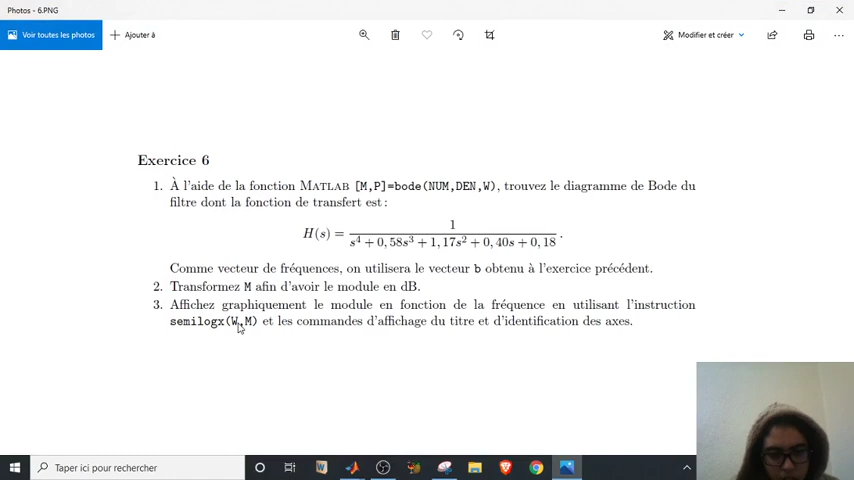 Photos - 6.PNG
Voir toutes les photos
Ajouter à
Modifier et créer
Exercice 6
1. À l'aide de la fonction MATLAB [M,P]=bode(NUM,DEN,W), trouvez le diagramme de Bode du
filtre dont la fonction de transfert est :
H(s) = 1 / (s⁴ + 0,58s³ + 1,17s² + 0,40s + 0,18) .
Comme vecteur de fréquences, on utilisera le vecteur b obtenu à l'exercice précédent.
2. Transformez M afin d'avoir le module en dB.
3. Affichez graphiquement le module en fonction de la fréquence en utilisant l'instruction
semilogx(W,M) et les commandes d'affichage du titre et d'identification des axes.
Taper ici pour rechercher